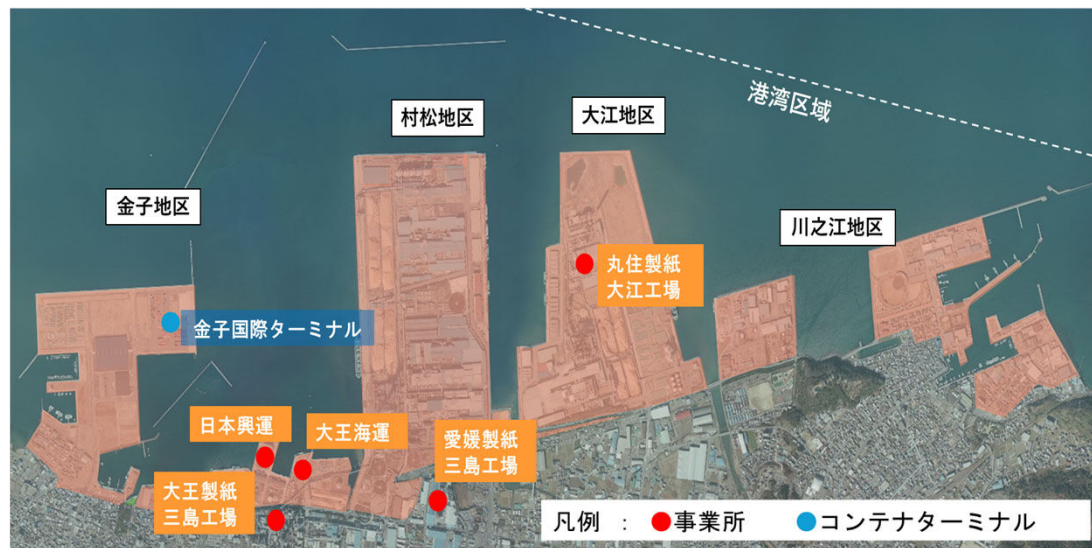 港湾区域
村松地区
大江地区
金子地区
川之江地区
丸住製紙
大江工場
金子国際ターミナル
日本興運
大王海運
愛媛製紙
三島工場
大王製紙
三島工場
凡例 : ●事業所 ●コンテナターミナル